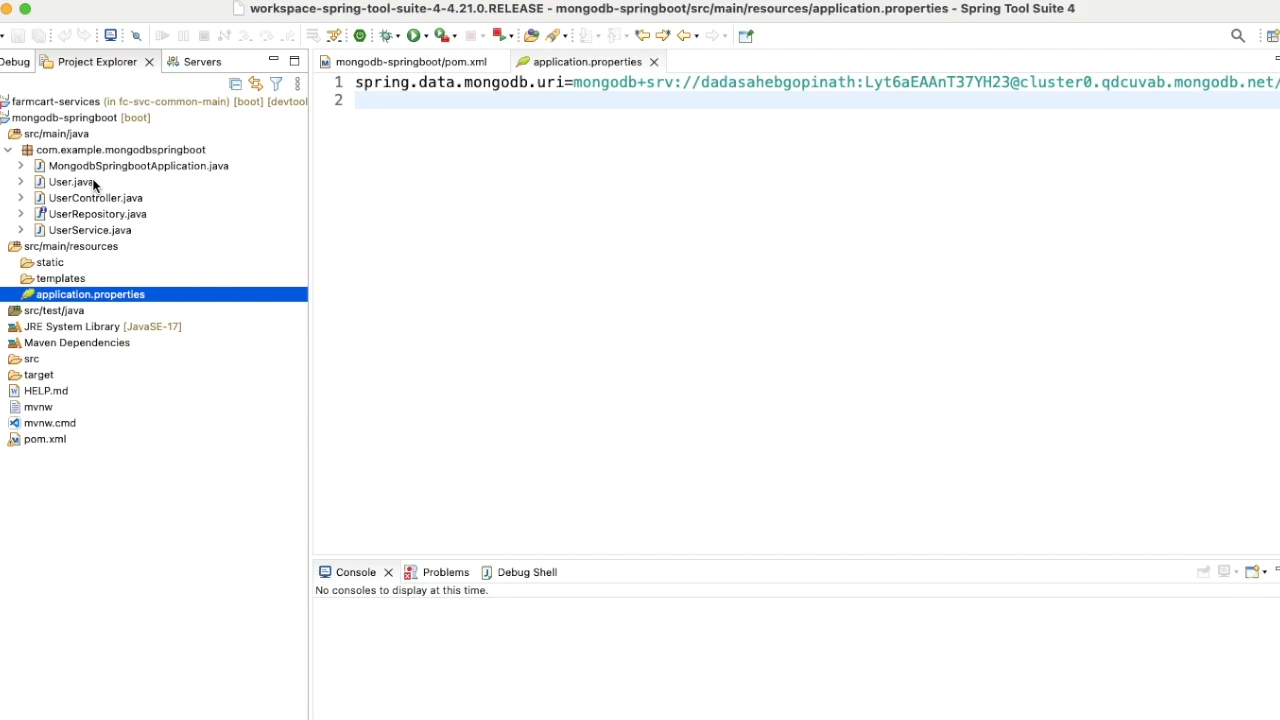 workspace-spring-tool-suite-4-4.21.0.RELEASE - mongodb-springboot/src/main/resources/application.properties - Spring Tool Suite 4
Debug
Project Explorer
Servers
mongodb-springboot/pom.xml
application.properties
farmcart-services (in fc-svc-common-main) [boot] [devtool
mongodb-springboot [boot]
src/main/java
com.example.mongodbspringboot
MongodbSpringbootApplication.java
User.java
UserController.java
UserRepository.java
UserService.java
src/main/resources
static
templates
application.properties
src/test/java
JRE System Library [JavaSE-17]
Maven Dependencies
src
target
HELP.md
mvnw
mvnw.cmd
pom.xml
1 spring.data.mongodb.uri=mongodb+srv://dadasahebgopinath:Lyt6aEAAnT37YH23@cluster0.qdcuvab.mongodb.net/
2
Console
Problems
Debug Shell
No consoles to display at this time.